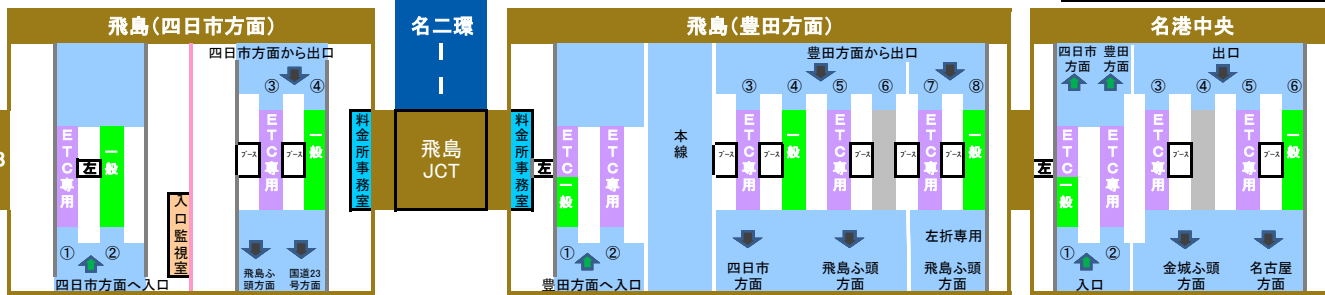 飛島（四日市方面）
四日市方面から出口
③
④
ＥＴＣ専用
左
一般
ブース
ＥＴＣ専用
ブース
一般
入口監視室
①
②
四日市方面へ入口
飛島ふ
頭方面
国道23
号方面
料金所事務室
名二環
飛島
JCT
料金所事務室
飛島（豊田方面）
豊田方面から出口
③
④
⑤
⑥
⑦
⑧
左
ＥＴＣ
一般
ＥＴＣ専用
本線
ブース
ＥＴＣ専用
ブース
一般
ブース
ＥＴＣ専用
ブース
ブース
ＥＴＣ専用
ブース
一般
①
②
豊田方面へ入口
四日市
方面
飛島ふ頭
方面
左折専用
飛島ふ頭
方面
名港中央
四日市
方面
豊田
方面
出口
③
④
⑤
⑥
左
ＥＴＣ
一般
ＥＴＣ専用
ＥＴＣ専用
ブース
ＥＴＣ専用
ブース
一般
①
②
入口
金城ふ頭
方面
名古屋
方面